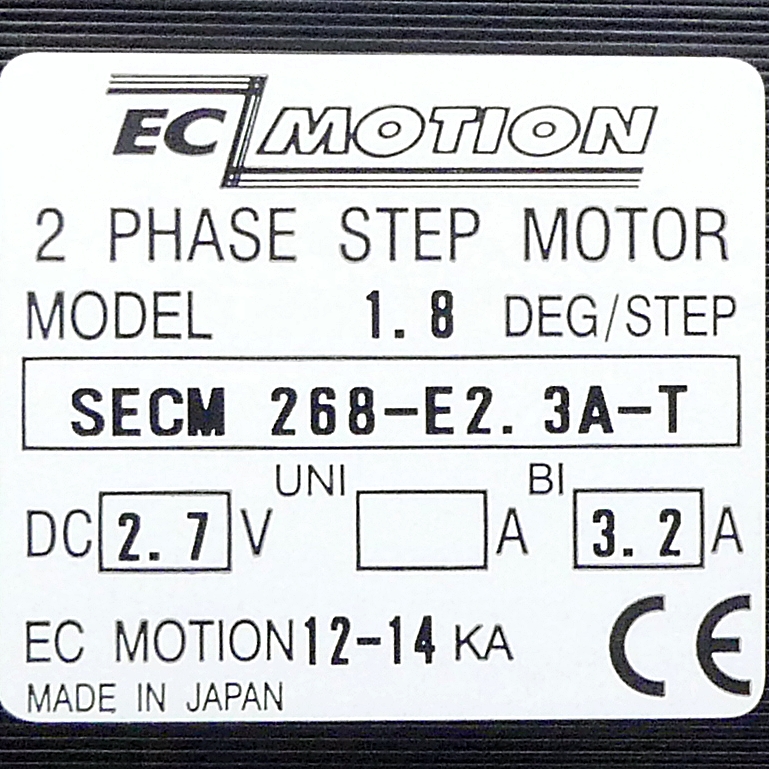 EC MOTION
2 PHASE STEP MOTOR
MODEL 1.8 DEG/STEP
SECM 268-E2.3A-T
UNI BI
DC 2.7 V A 3.2 A
EC MOTION 12-14 KA
MADE IN JAPAN
CE